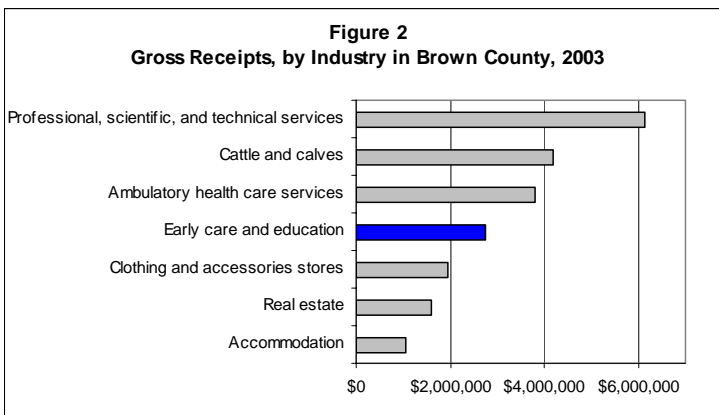 Figure 2
Gross Receipts, by Industry in Brown County, 2003
Professional, scientific, and technical services
Cattle and calves
Ambulatory health care services
Early care and education
Clothing and accessories stores
Real estate
Accommodation
$0 $2,000,000 $4,000,000 $6,000,000